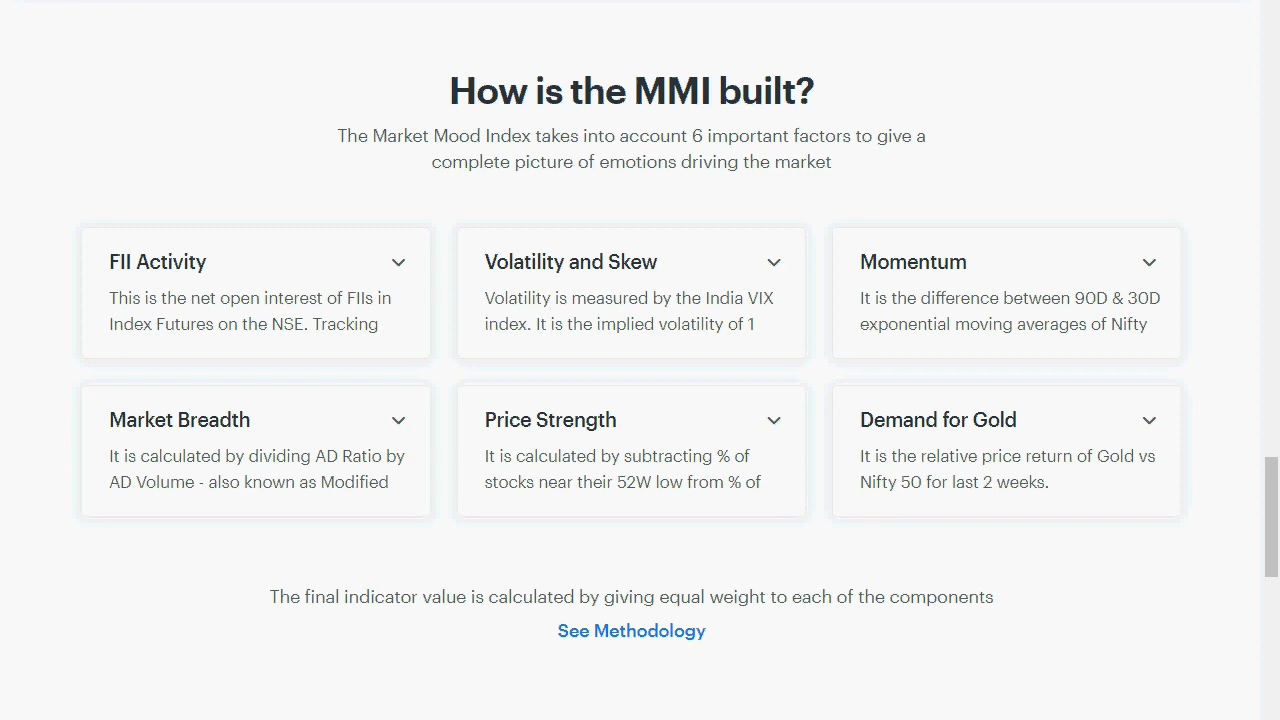 How is the MMI built?
The Market Mood Index takes into account 6 important factors to give a
complete picture of emotions driving the market
FII Activity
This is the net open interest of FIIs in
Index Futures on the NSE. Tracking
Volatility and Skew
Volatility is measured by the India VIX
index. It is the implied volatility of 1
Momentum
It is the difference between 90D & 30D
exponential moving averages of Nifty
Market Breadth
It is calculated by dividing AD Ratio by
AD Volume - also known as Modified
Price Strength
It is calculated by subtracting % of
stocks near their 52W low from % of
Demand for Gold
It is the relative price return of Gold vs
Nifty 50 for last 2 weeks.
The final indicator value is calculated by giving equal weight to each of the components
See Methodology